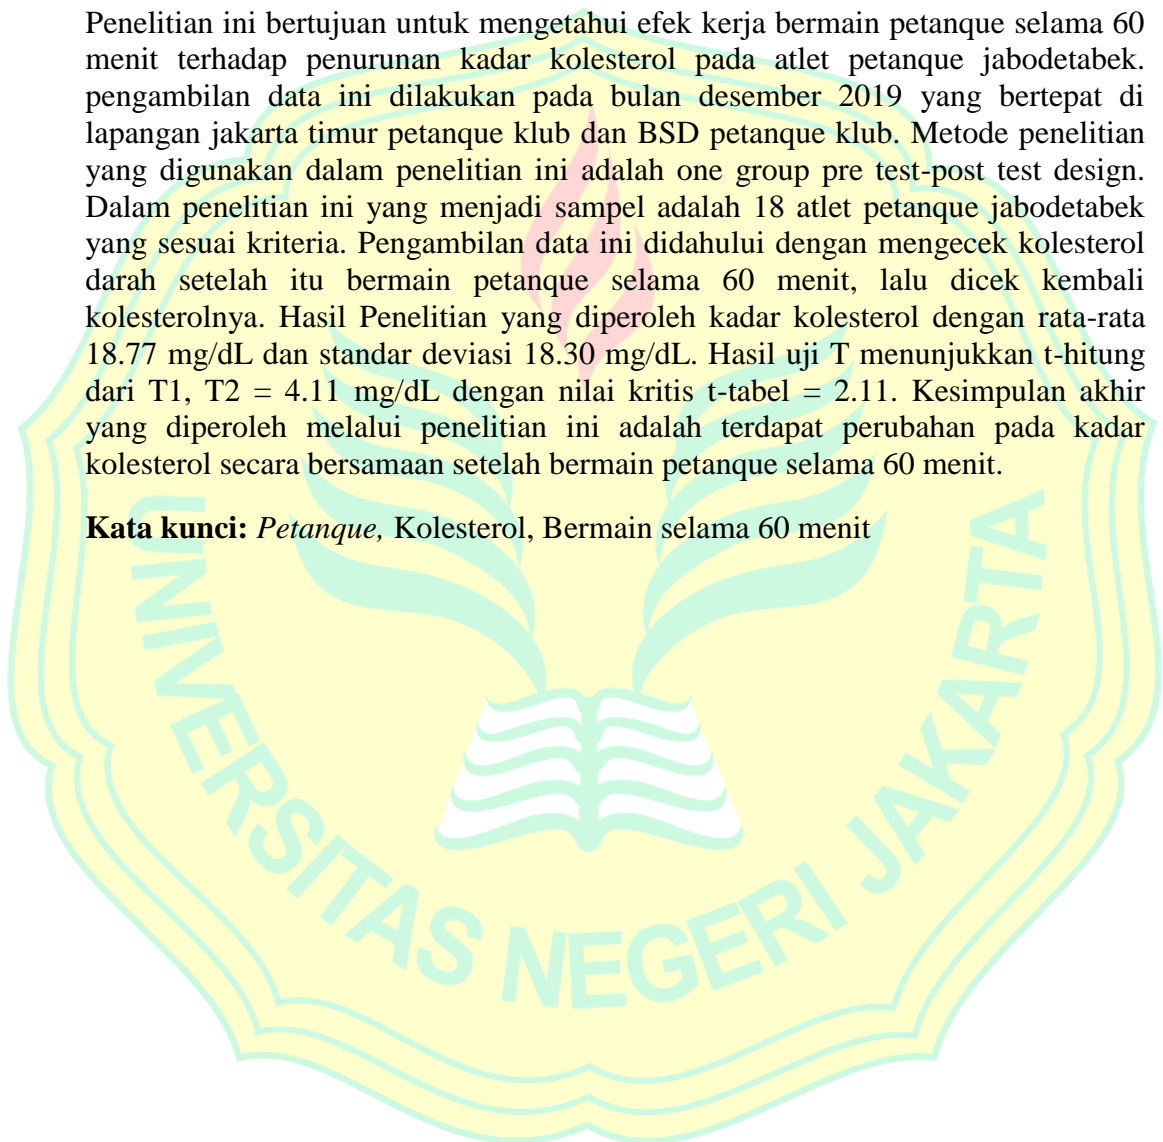 Penelitian ini bertujuan untuk mengetahui efek kerja bermain petanque selama 60
menit terhadap penurunan kadar kolesterol pada atlet petanque jabodetabek.
pengambilan data ini dilakukan pada bulan desember 2019 yang bertepat di
lapangan jakarta timur petanque klub dan BSD petanque klub. Metode penelitian
yang digunakan dalam penelitian ini adalah one group pre test-post test design.
Dalam penelitian ini yang menjadi sampel adalah 18 atlet petanque jabodetabek
yang sesuai kriteria. Pengambilan data ini didahului dengan mengecek kolesterol
darah setelah itu bermain petanque selama 60 menit, lalu dicek kembali
kolesterolnya. Hasil Penelitian yang diperoleh kadar kolesterol dengan rata-rata
18.77 mg/dL dan standar deviasi 18.30 mg/dL. Hasil uji T menunjukkan t-hitung
dari T1, T2 = 4.11 mg/dL dengan nilai kritis t-tabel = 2.11. Kesimpulan akhir
yang diperoleh melalui penelitian ini adalah terdapat perubahan pada kadar
kolesterol secara bersamaan setelah bermain petanque selama 60 menit.
Kata kunci: Petanque, Kolesterol, Bermain selama 60 menit
UNIVERSITAS NEGERI JAKARTA